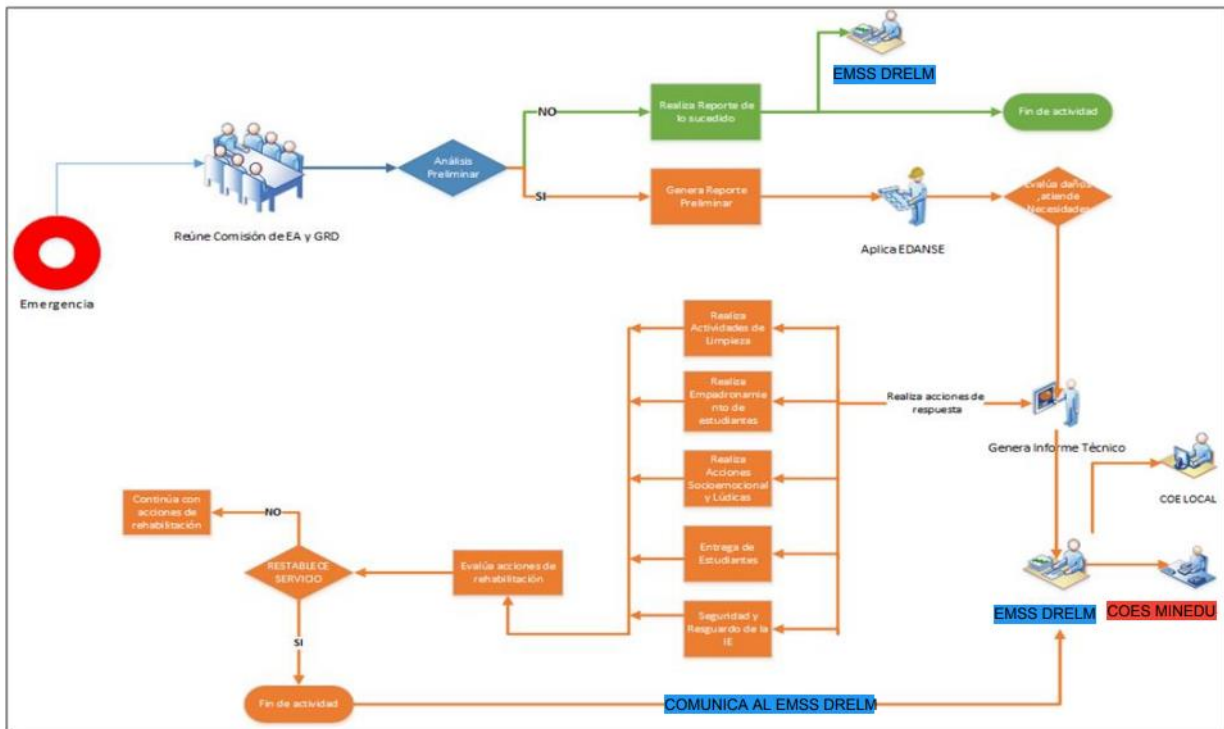 EMSS DRELM
NO
Realiza Reporte de
lo sucedido
Fin de actividad
Análisis
Preliminar
Reúne Comisión de EA y GRD
SI
Genera Reporte
Preliminar
Aplica EDANSE
Evalúa daños
,atiende
Necesidades
Emergencia
Realiza
Actividades de
Limpieza
Realiza
Empadronamie
nto de
estudiantes
Realiza acciones de
respuesta
Genera Informe Técnico
Realiza
Acciones
Socioemocional
y Lúdicas
COE LOCAL
Continúa con
acciones de
rehabilitación
NO
RESTABLECE
SERVICIO
Evalúa acciones de
rehabilitación
Entrega de
Estudiantes
Seguridad y
Resguardo de la
IE
EMSS DRELM
COES MINEDU
SI
Fin de actividad
COMUNICA AL EMSS DRELM